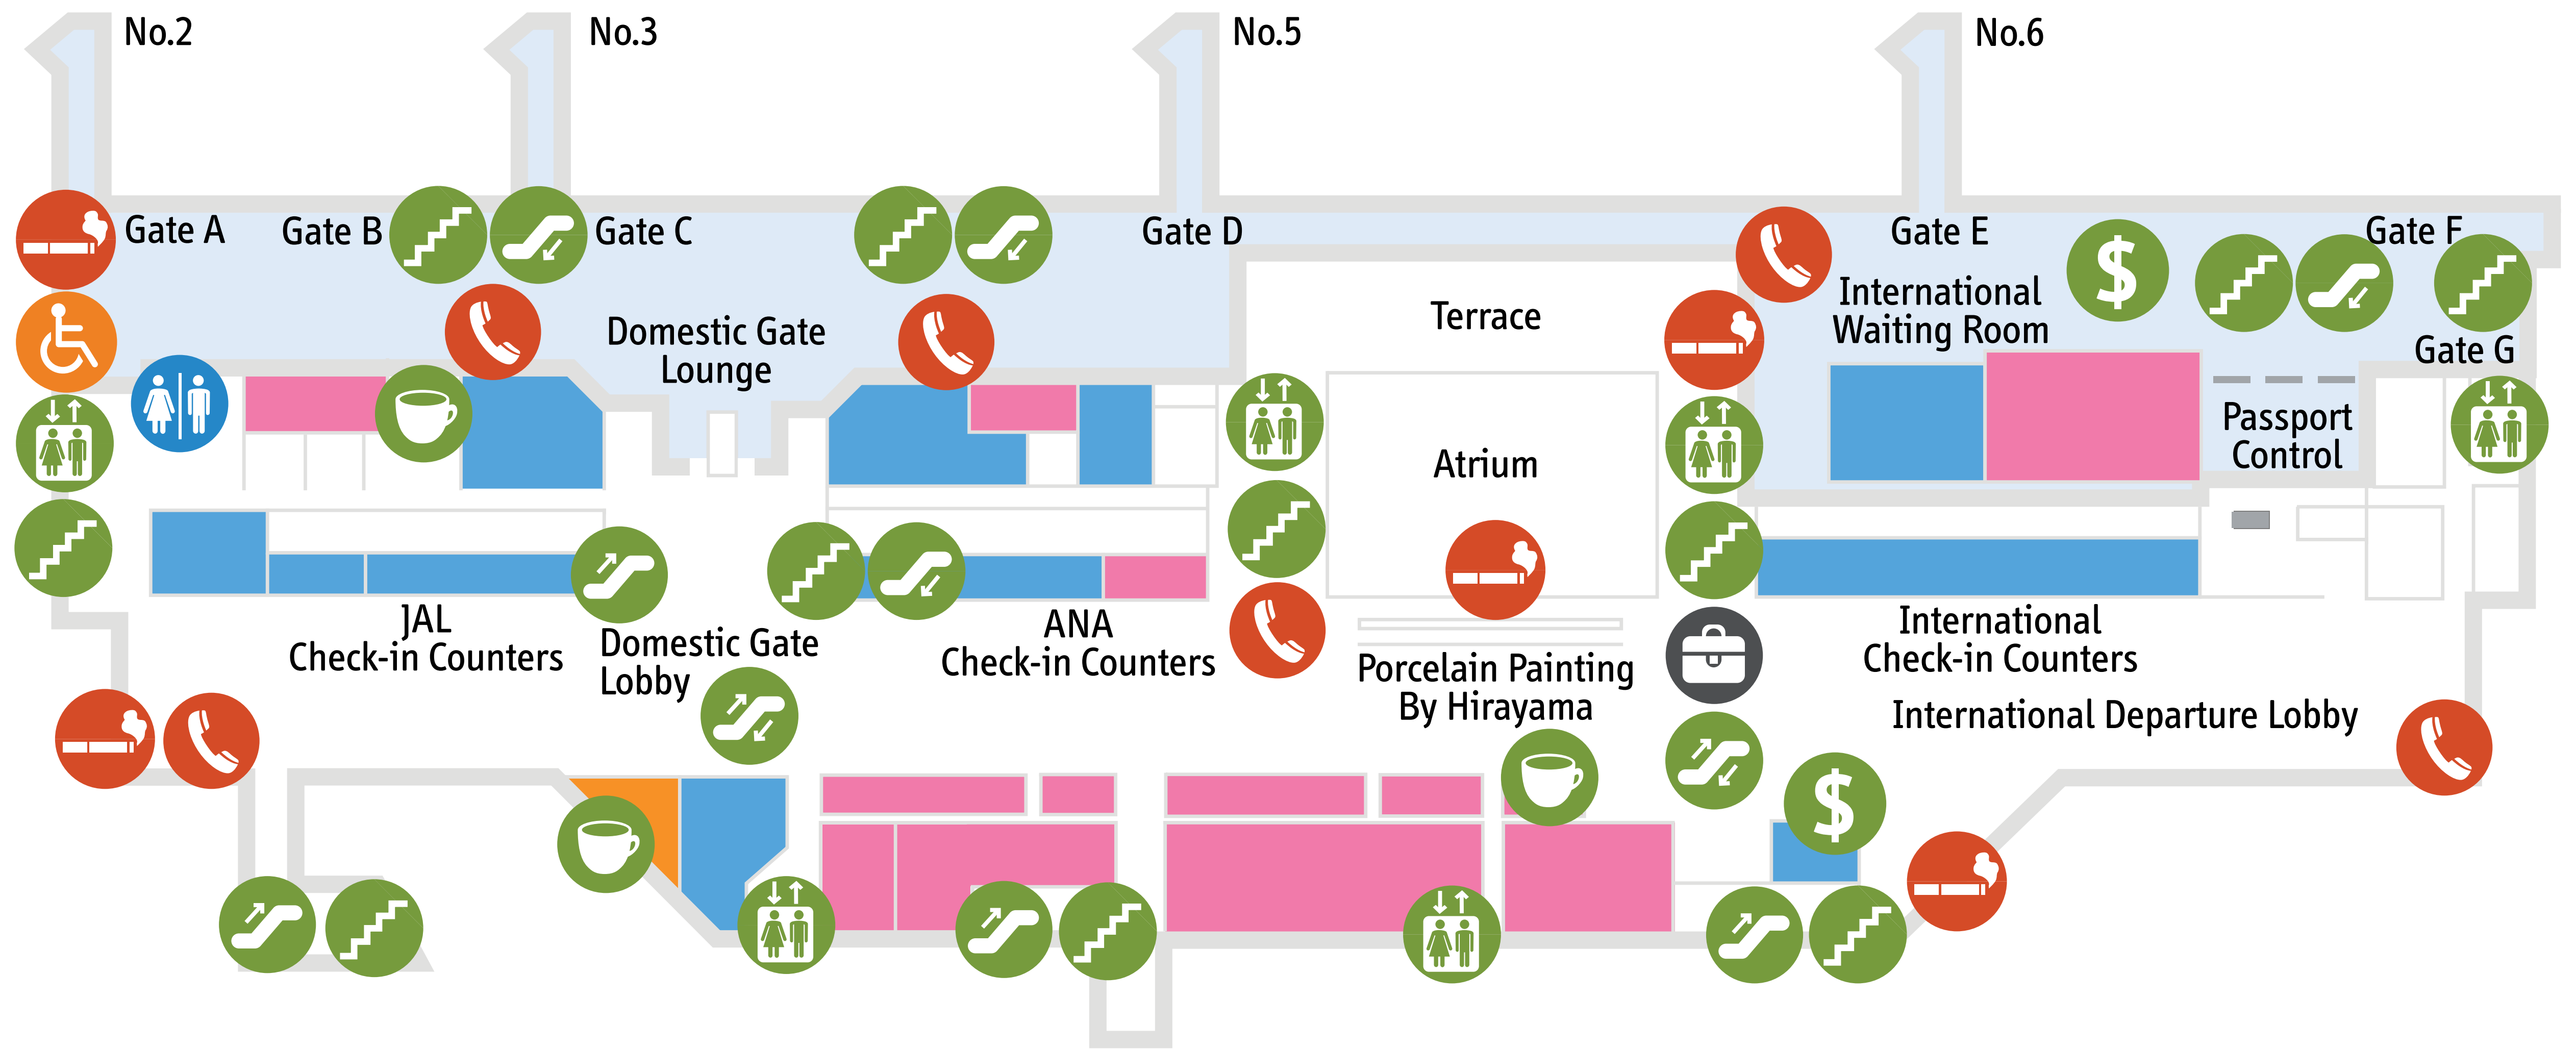 No.2
No.3
No.5
No.6
Gate A
Gate B
Gate C
Gate D
Gate E
Gate F
Gate G
Domestic Gate
Lounge
Terrace
International
Waiting Room
$
Passport
Control
Atrium
JAL
Check-in Counters
Domestic Gate
Lobby
ANA
Check-in Counters
Porcelain Painting
By Hirayama
International
Check-in Counters
International Departure Lobby
$